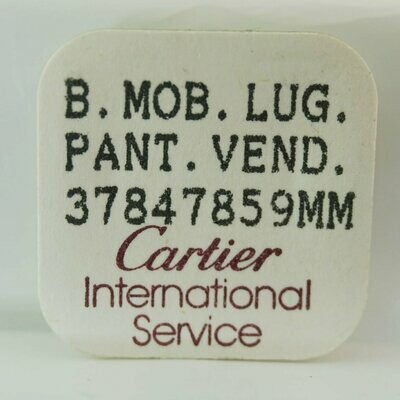 B. MOB. LUG.
PANT. VEND.
37847859MM
Cartier
International
Service